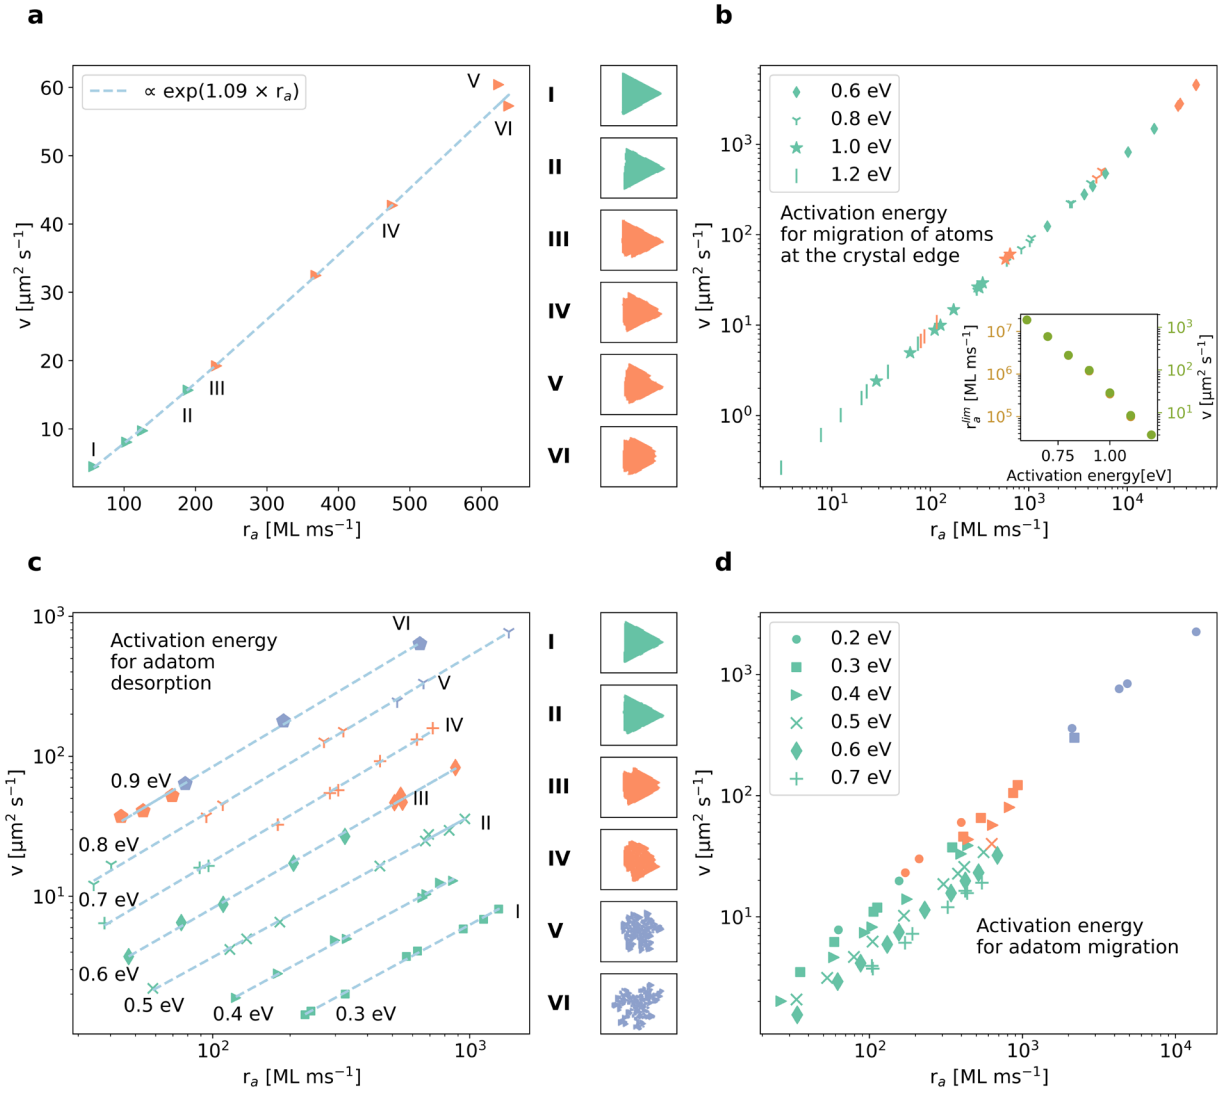 a
∝ exp(1.09 × rₐ)
60
50
40
30
20
10
v [μm² s⁻¹]
V
VI
IV
III
II
I
100 200 300 400 500 600
rₐ [ML ms⁻¹]
I
II
III
IV
V
VI
b
0.6 eV
0.8 eV
1.0 eV
1.2 eV
Activation energy
for migration of atoms
at the crystal edge
10³
10²
10¹
10⁰
v [μm² s⁻¹]
10⁷
10⁶
10⁵
rₐˡⁱᵐ [ML ms⁻¹]
10³
10²
10¹
v [μm² s⁻¹]
0.75 1.00
Activation energy[eV]
10¹ 10² 10³ 10⁴
rₐ [ML ms⁻¹]
c
Activation energy
for adatom
desorption
10³
10²
10¹
v [μm² s⁻¹]
VI
V
IV
III
II
I
0.9 eV
0.8 eV
0.7 eV
0.6 eV
0.5 eV
0.4 eV
0.3 eV
10² 10³
rₐ [ML ms⁻¹]
I
II
III
IV
V
VI
d
0.2 eV
0.3 eV
0.4 eV
0.5 eV
0.6 eV
0.7 eV
Activation energy
for adatom migration
10³
10²
10¹
v [μm² s⁻¹]
10² 10³ 10⁴
rₐ [ML ms⁻¹]